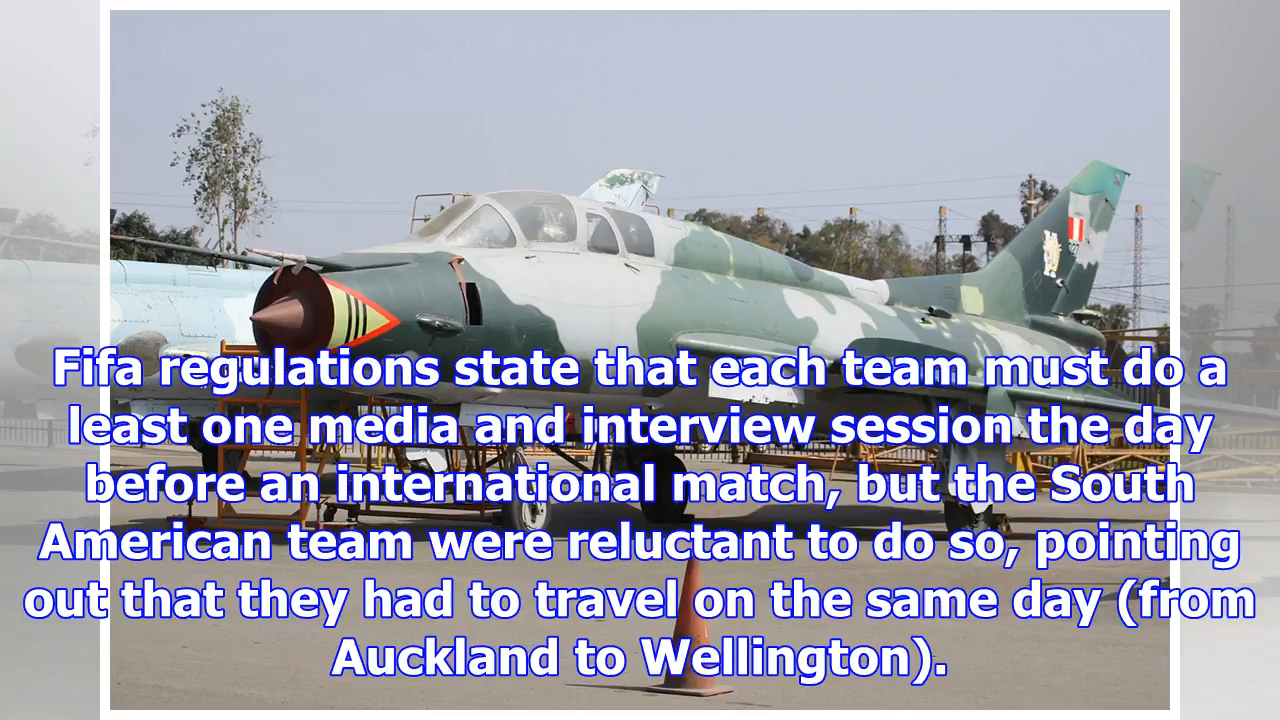 Fifa regulations state that each team must do a
least one media and interview session the day
before an international match, but the South
American team were reluctant to do so, pointing
out that they had to travel on the same day (from
Auckland to Wellington).